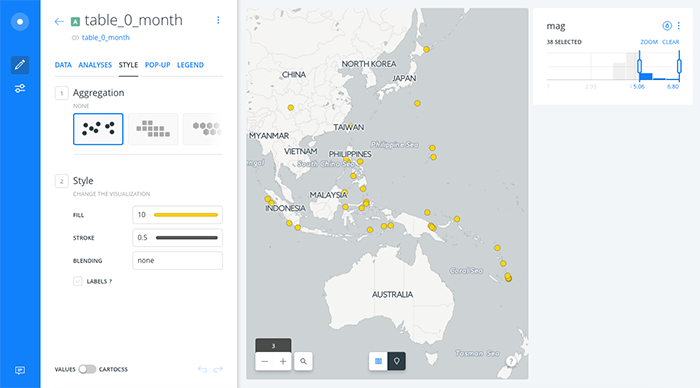 table_0_month
A
table_0_month
DATA ANALYSES STYLE POP-UP LEGEND
1 Aggregation
NONE
2 Style
CHANGE THE VISUALIZATION
FILL 10
STROKE 0.5
BLENDING none
LABELS ?
VALUES CARTOCSS
NORTH KOREA
CHINA
JAPAN
TAIWAN
MYANMAR
Philippine Sea
VIETNAM
PHILIPPINES
South China Sea
MALAYSIA
INDONESIA
Coral Sea
AUSTRALIA
Tasman Sea
3
− +
?
mag
38 SELECTED ZOOM CLEAR
1 2.93 <5.06 6.80